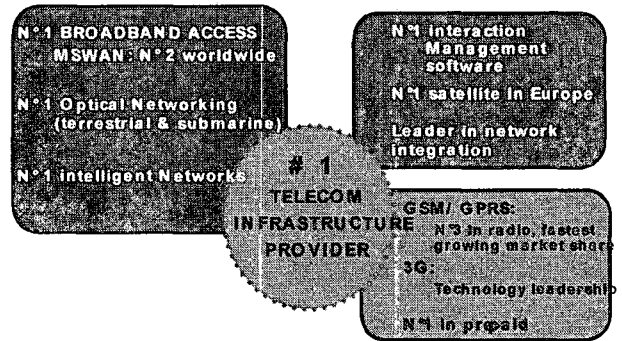 N°1 BROADBAND ACCESS
MSWAN: N°2 worldwide
N°1 Optical Networking
(terrestrial & submarine)
N°1 intelligent Networks
N°1 interaction
Management
software
N°1 satellite in Europe
Leader in network
integration
# 1
TELECOM
INFRASTRUCTURE
PROVIDER
GSM/ GPRS:
N°3 in radio, fastest
growing market share
3G:
Technology leadership
N°1 in prepaid